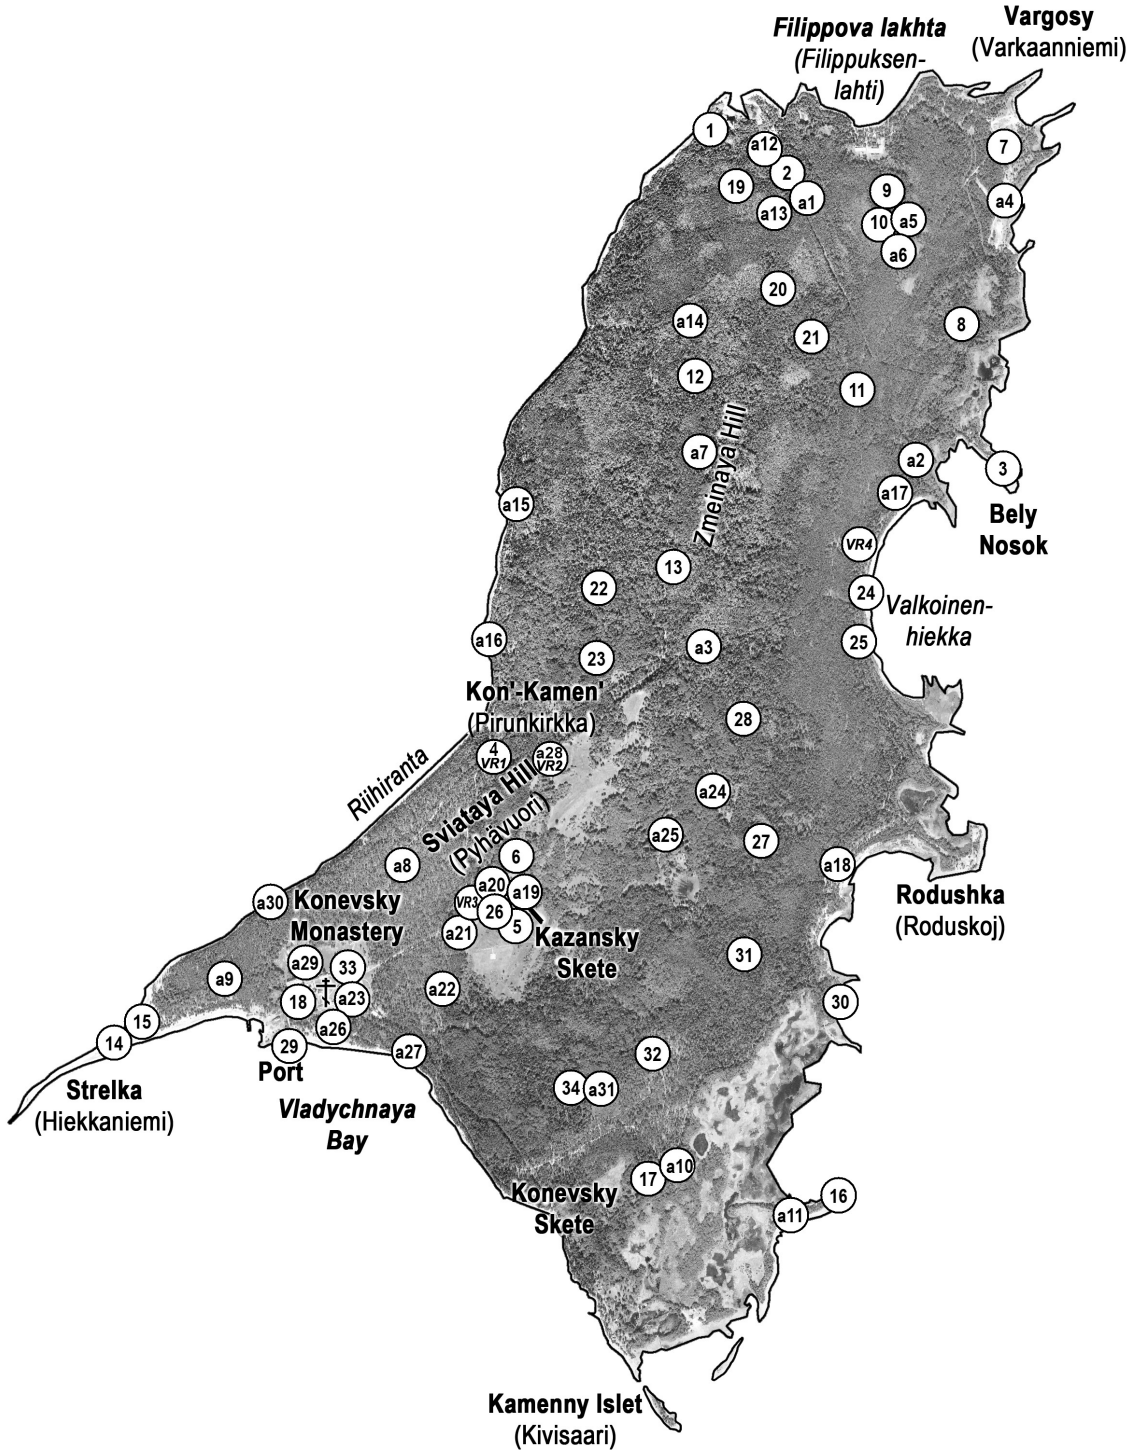 Vargosy
(Varkaanniemi)
Filippova lakhta
(Filippuksen-
lahti)
1
a12
7
2
19
9
a1
a4
a13
10
a5
a6
20
a14
8
21
12
11
a7
Zmeinaya Hill
a2
3
a17
a15
Bely
Nosok
VR4
13
22
24
Valkoinen-
hiekka
a16
25
a3
23
Kon'-Kamen'
(Pirunkirkka)
28
4
VR1
a28
VR2
Riihiranta
Sviataya Hill
(Pyhävuori)
a24
a25
27
6
a8
a18
a20
a19
Rodushka
(Roduskoj)
a30
Konevsky
Monastery
VR3
26
5
a21
Kazansky
Skete
31
a29
33
a9
a22
18
a23
30
15
a26
14
29
a27
32
Port
Strelka
(Hiekkaniemi)
34
a31
Vladychnaya
Bay
a10
17
Konevsky
Skete
16
a11
Kamenny Islet
(Kivisaari)